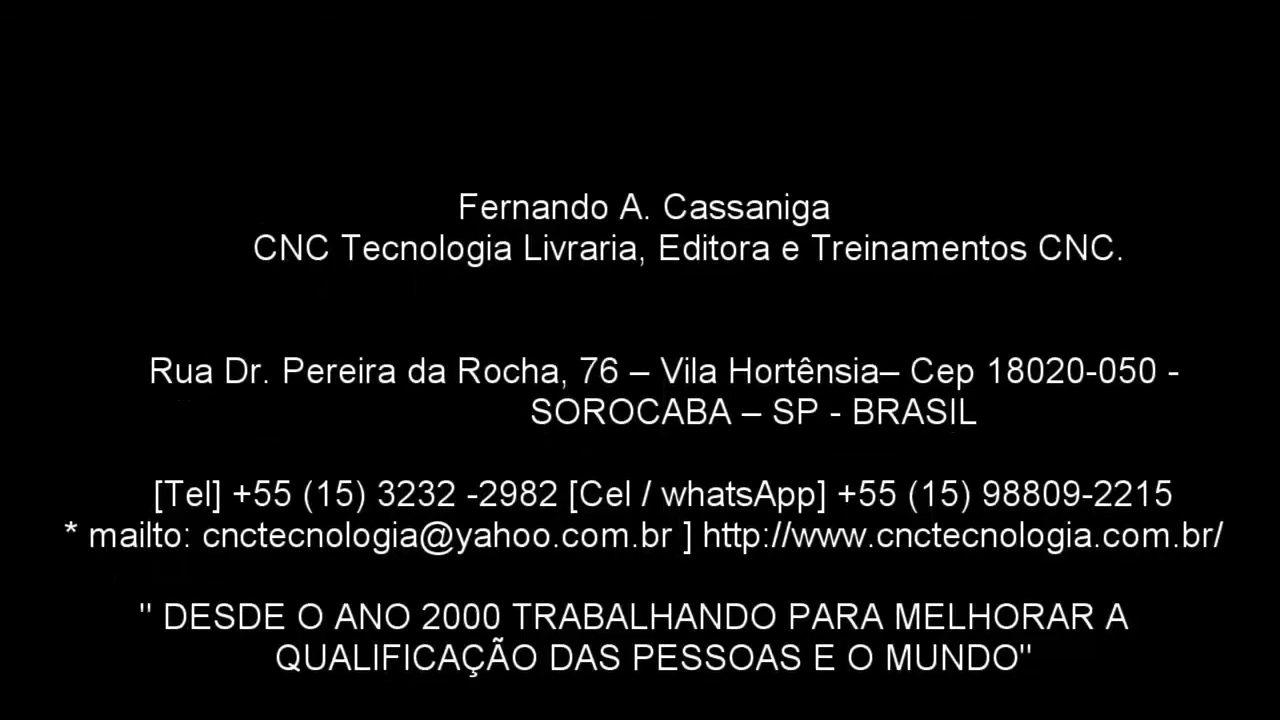 Fernando A. Cassaniga
CNC Tecnologia Livraria, Editora e Treinamentos CNC.
Rua Dr. Pereira da Rocha, 76 – Vila Hortênsia– Cep 18020-050 -
SOROCABA – SP - BRASIL
[Tel] +55 (15) 3232 -2982 [Cel / whatsApp] +55 (15) 98809-2215
* mailto: cnctecnologia@yahoo.com.br ] http://www.cnctecnologia.com.br/
" DESDE O ANO 2000 TRABALHANDO PARA MELHORAR A
QUALIFICAÇÃO DAS PESSOAS E O MUNDO"